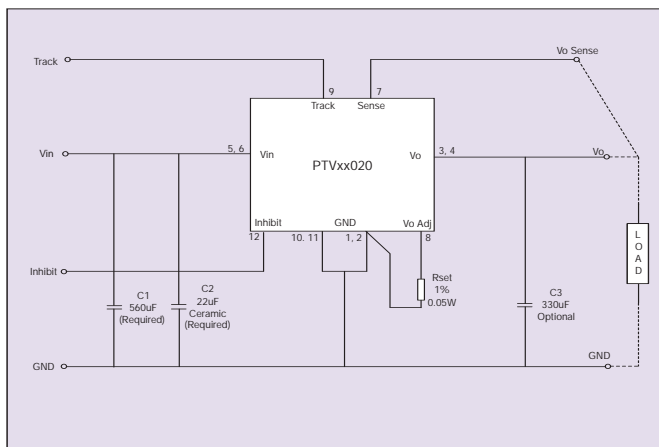 Track
Vo Sense
9
7
Track
Sense
Vin
5, 6
Vin
PTVxx020
Vo
3, 4
Vo
Inhibit
GND
Vo Adj
12
10. 11
1, 2
8
Inhibit
C1
560uF
(Required)
C2
22uF
Ceramic
(Required)
Rset
1%
0.05W
C3
330uF
Optional
L
O
A
D
GND
GND